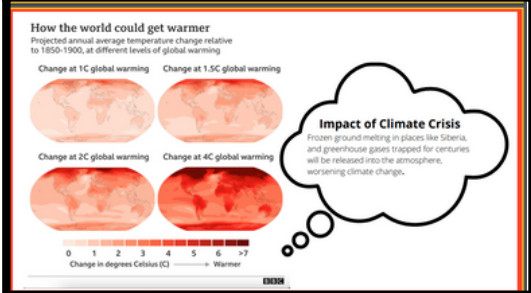 How the world could get warmer
Projected annual average temperature change relative
to 1850-1900, at different levels of global warming
Change at 1C global warming
Change at 1.5C global warming
Change at 2C global warming
Change at 4C global warming
0 1 2 3 4 5 6 >7
Change in degrees Celsius (C) → Warmer
BBC
Impact of Climate Crisis
Frozen ground melting in places like Siberia,
and greenhouse gases trapped for centuries
will be released into the atmosphere,
worsening climate change.